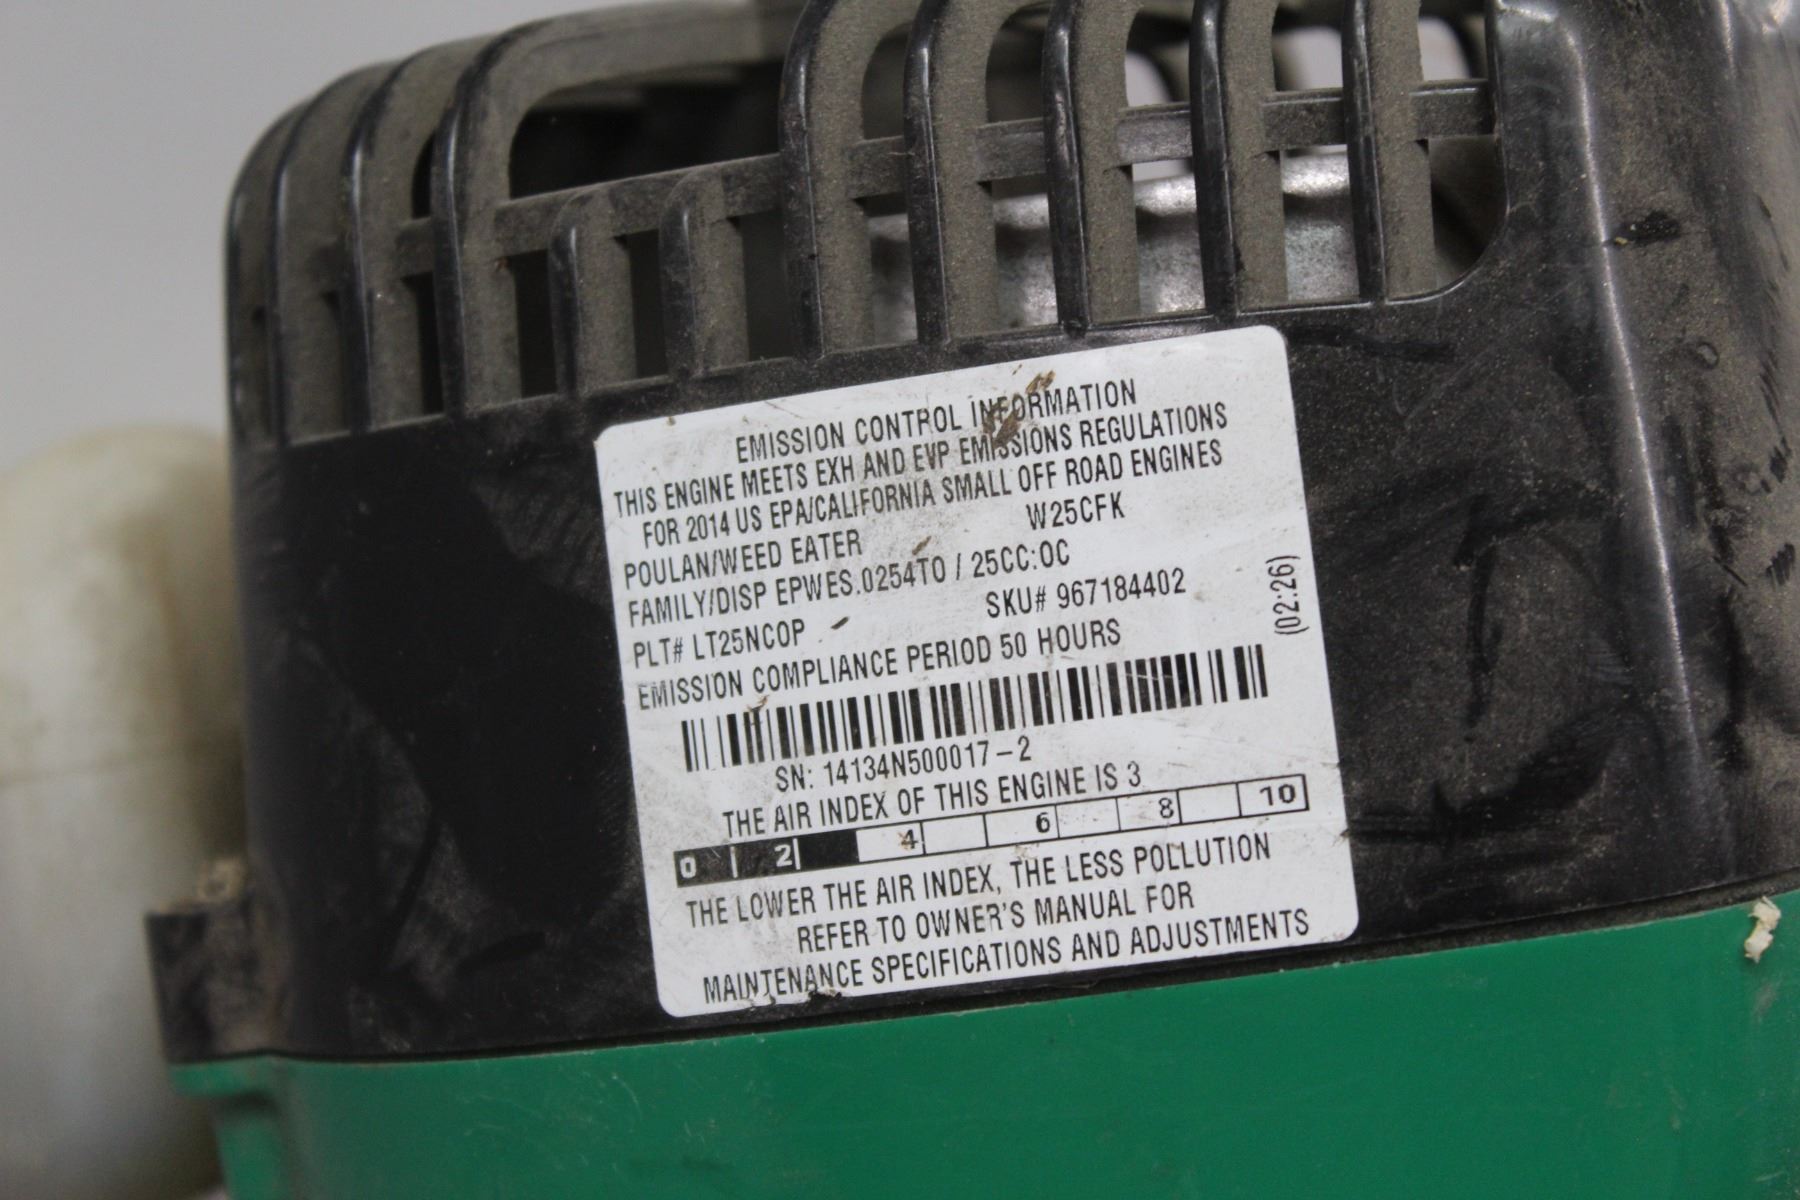 EMISSION CONTROL INFORMATION
THIS ENGINE MEETS EXH AND EVP EMISSIONS REGULATIONS
FOR 2014 US EPA/CALIFORNIA SMALL OFF ROAD ENGINES
POULAN/WEED EATER W25CFK
FAMILY/DISP EPWES.0254TO / 25CC:OC
PLT# LT25NCOP SKU# 967184402
EMISSION COMPLIANCE PERIOD 50 HOURS
(02:26)
SN: 14134N500017-2
THE AIR INDEX OF THIS ENGINE IS 3
0 2 4 6 8 10
THE LOWER THE AIR INDEX, THE LESS POLLUTION
REFER TO OWNER'S MANUAL FOR
MAINTENANCE SPECIFICATIONS AND ADJUSTMENTS